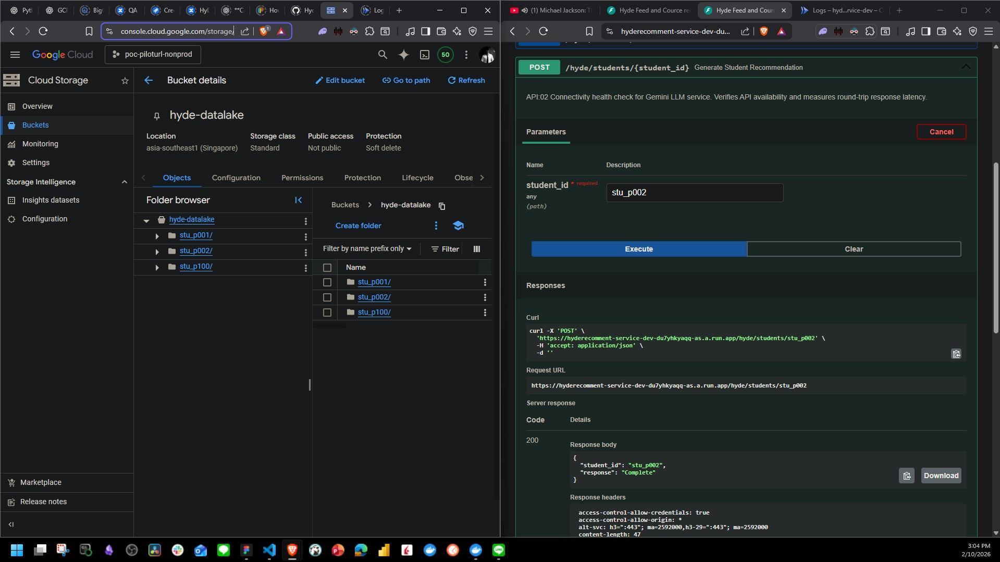 Pytl
GCI
Big
QA
Cre
HyI
**C
Ho
Hyc
Log
console.cloud.google.com/storage/
Google Cloud
poc-piloturl-nonprod
50
Cloud Storage
Bucket details
Edit bucket
Go to path
Refresh
Overview
Buckets
Monitoring
Settings
Storage Intelligence
Insights datasets
Configuration
Marketplace
Release notes
hyde-datalake
Location
Storage class
Public access
Protection
asia-southeast1 (Singapore)
Standard
Not public
Soft delete
Objects
Configuration
Permissions
Protection
Lifecycle
Obse
Folder browser
hyde-datalake
stu_p001/
stu_p002/
stu_p100/
Buckets
hyde-datalake
Create folder
Filter by name prefix only
Filter
Name
stu_p001/
stu_p002/
stu_p100/
(1) Michael Jackson: T
Hyde Feed and Cource re
Hyde Feed and Cour
Logs – hyd...rvice-dev – C
hyderecomment-service-dev-du...
1
POST
/hyde/students/{student_id}
Generate Student Recommendation
API:02 Connectivity health check for Gemini LLM service. Verifies API availability and measures round-trip response latency.
Parameters
Cancel
Name
Description
student_id * required
any
(path)
stu_p002
Execute
Clear
Responses
Curl
curl -X 'POST' \
'https://hyderecomment-service-dev-du7yhkyaqq-as.a.run.app/hyde/students/stu_p002' \
-H 'accept: application/json' \
-d ''
Request URL
https://hyderecomment-service-dev-du7yhkyaqq-as.a.run.app/hyde/students/stu_p002
Server response
Code
Details
200
Response body
{
"student_id": "stu_p002",
"response": "Complete"
}
Download
Response headers
access-control-allow-credentials: true
access-control-allow-origin: *
alt-svc: h3=":443"; ma=2592000,h3-29=":443"; ma=2592000
content-length: 47
3:04 PM
2/10/2026